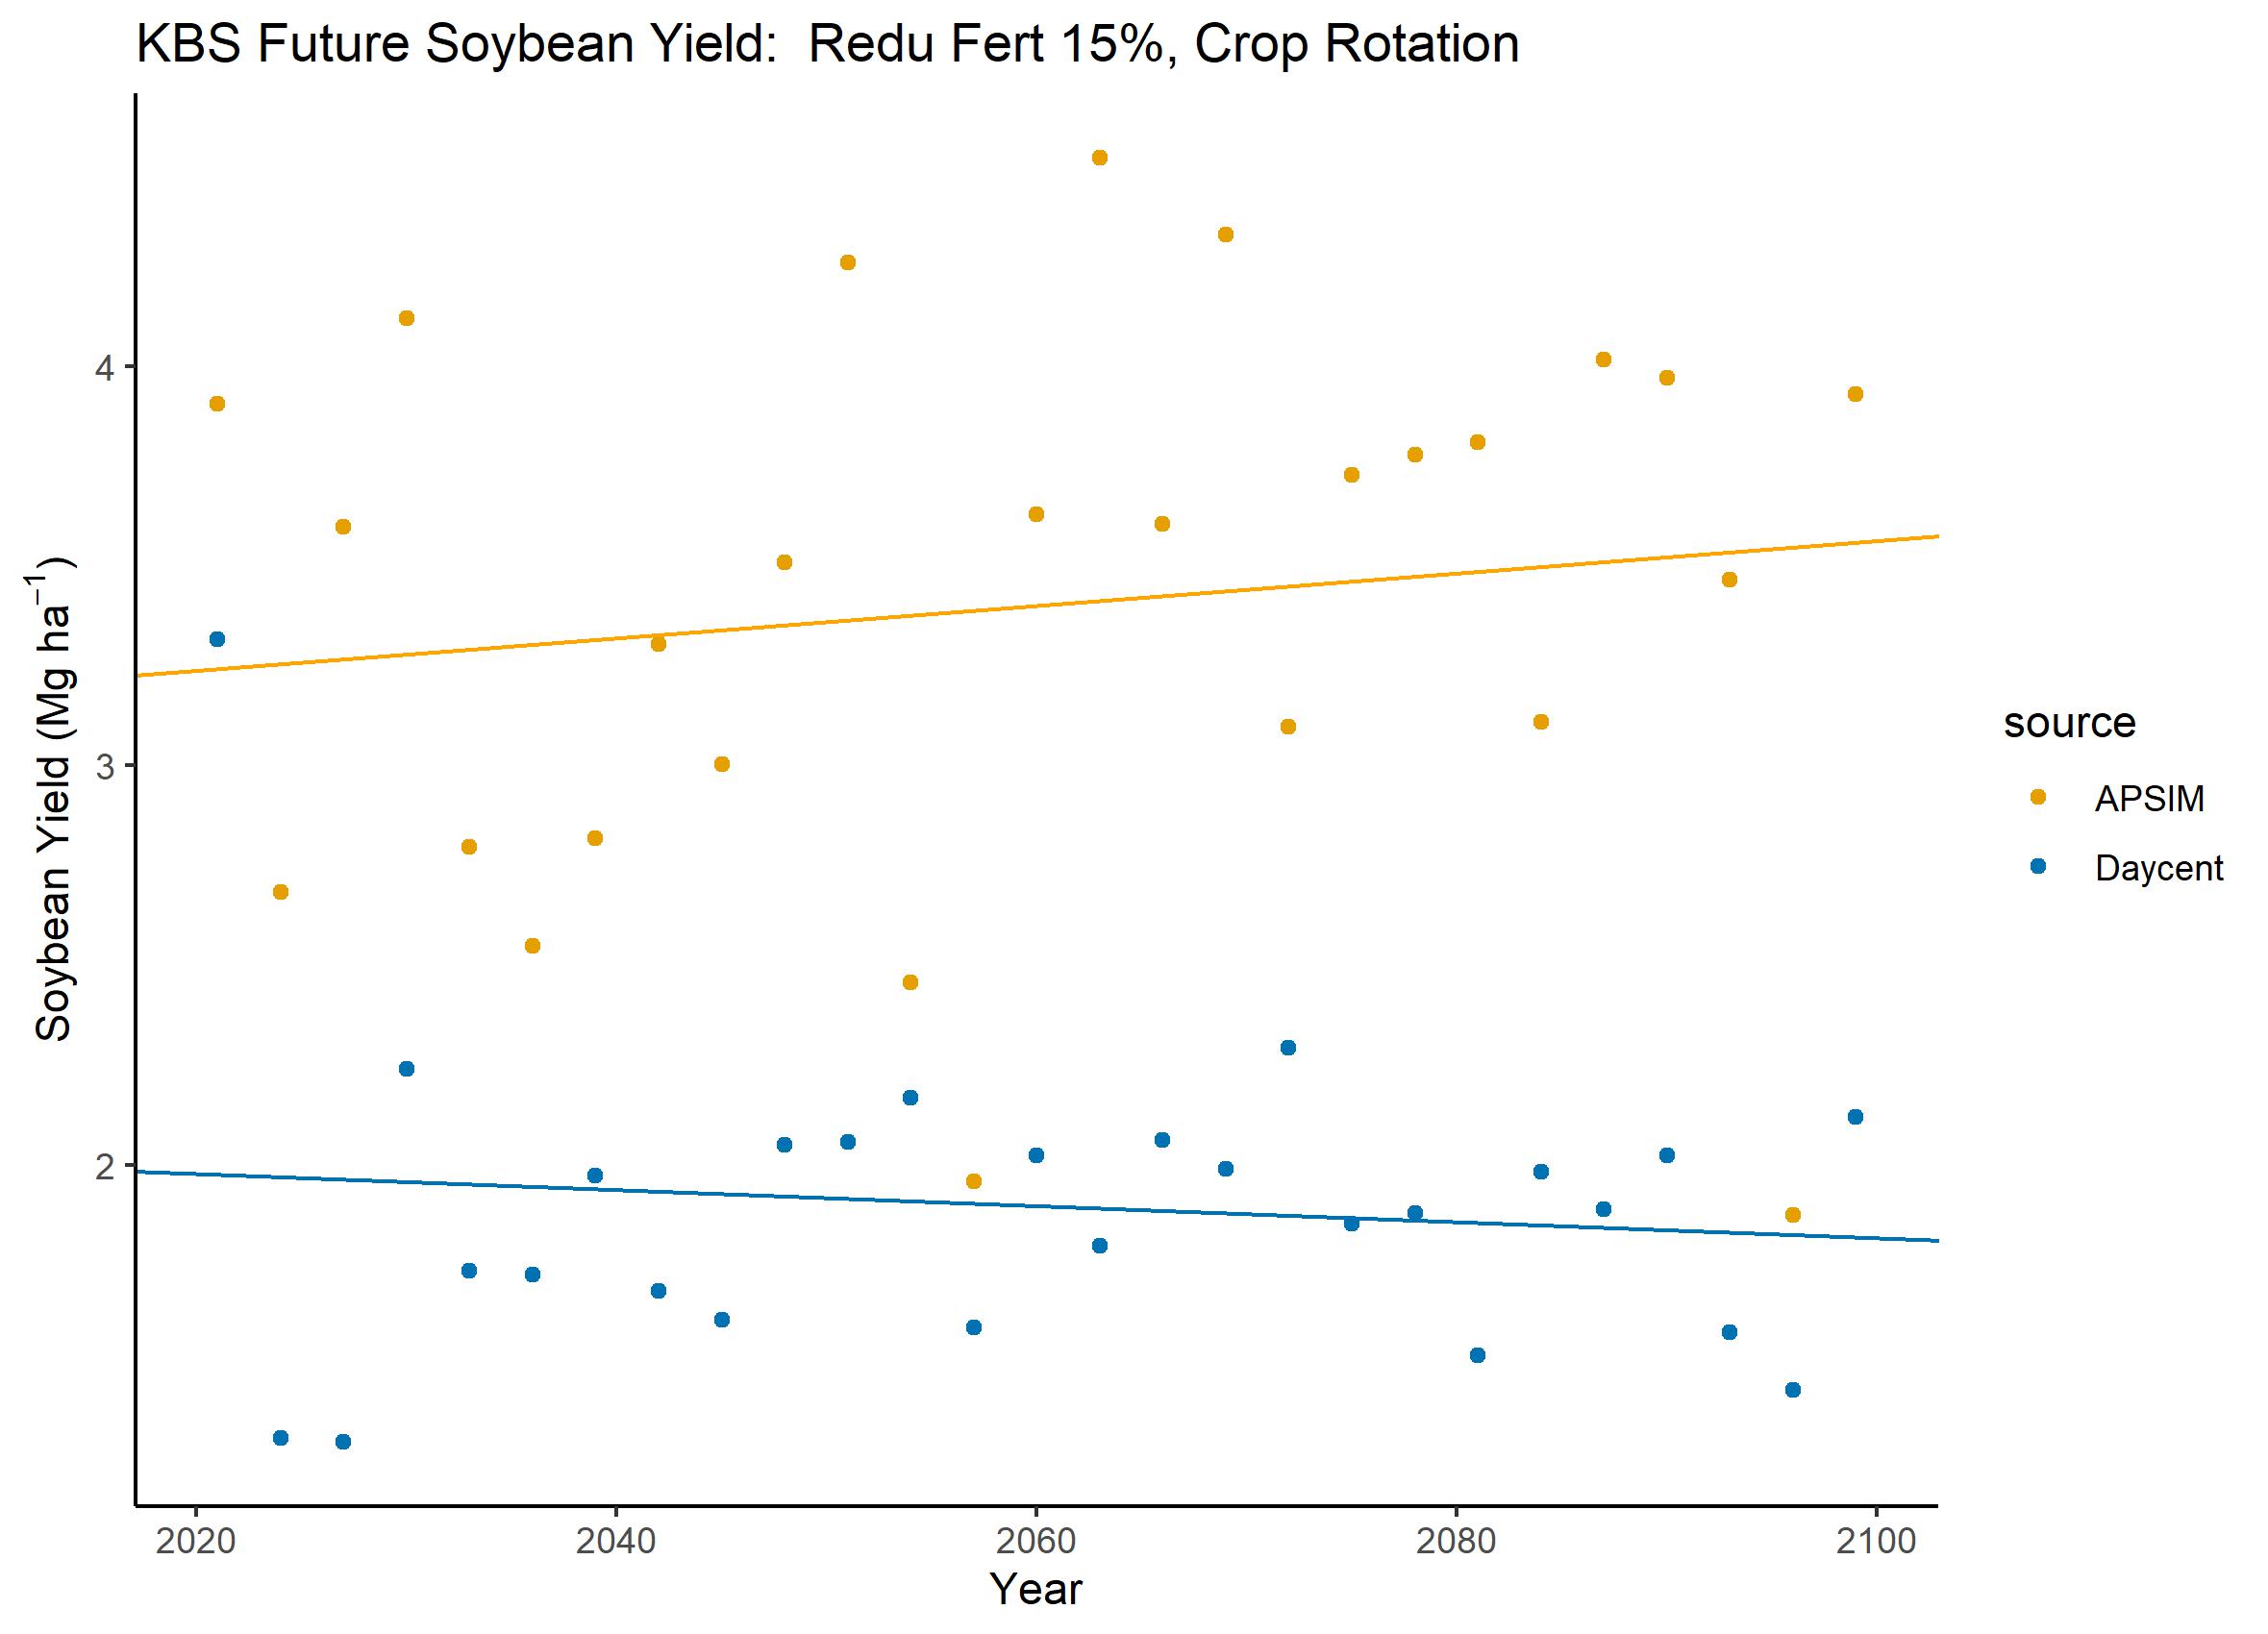 KBS Future Soybean Yield:  Redu Fert 15%, Crop Rotation
Soybean Yield (Mg ha⁻¹)
4
3
2
2020 2040 2060 2080 2100
Year
source
APSIM
Daycent